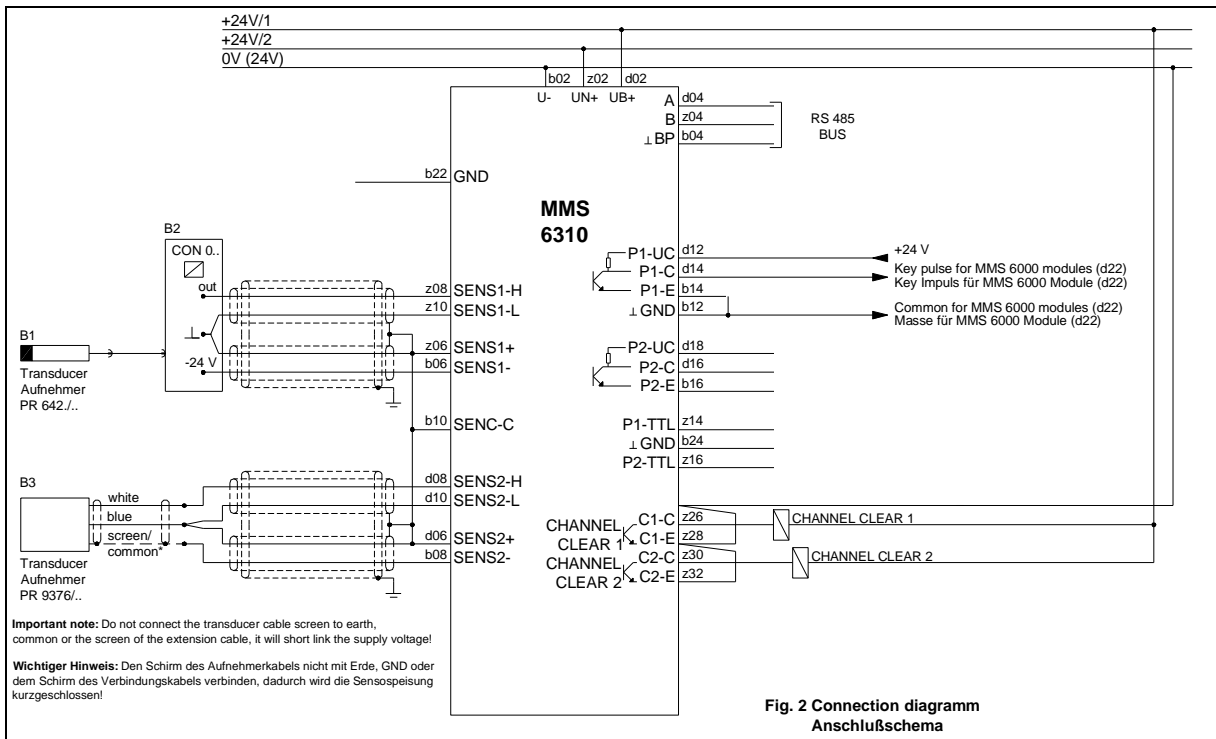 +24V/1
+24V/2
0V (24V)
b02 z02 d02
U- UN+ UB+
A d04
B z04
⊥BP b04
RS 485
BUS
b22 GND
MMS
6310
B2
CON 0..
out
-24 V
B1
Transducer
Aufnehmer
PR 642./..
z08 SENS1-H
z10 SENS1-L
z06 SENS1+
b06 SENS1-
b10 SENC-C
P1-UC d12
P1-C d14
P1-E b14
⊥GND b12
+24 V
Key pulse for MMS 6000 modules (d22)
Key Impuls für MMS 6000 Module (d22)
Common for MMS 6000 modules (d22)
Masse für MMS 6000 Module (d22)
P2-UC d18
P2-C d16
P2-E b16
P1-TTL z14
⊥GND b24
P2-TTL z16
B3
white
blue
screen/
common*
Transducer
Aufnehmer
PR 9376/..
d08 SENS2-H
d10 SENS2-L
d06 SENS2+
b08 SENS2-
CHANNEL
CLEAR 1
C1-C z26
C1-E z28
CHANNEL CLEAR 1
CHANNEL
CLEAR 2
C2-C z30
C2-E z32
CHANNEL CLEAR 2
Important note: Do not connect the transducer cable screen to earth,
common or the screen of the extension cable, it will short link the supply voltage!
Wichtiger Hinweis: Den Schirm des Aufnehmerkabels nicht mit Erde, GND oder
dem Schirm des Verbindungskabels verbinden, dadurch wird die Sensospeisung
kurzgeschlossen!
Fig. 2 Connection diagramm
Anschlußschema